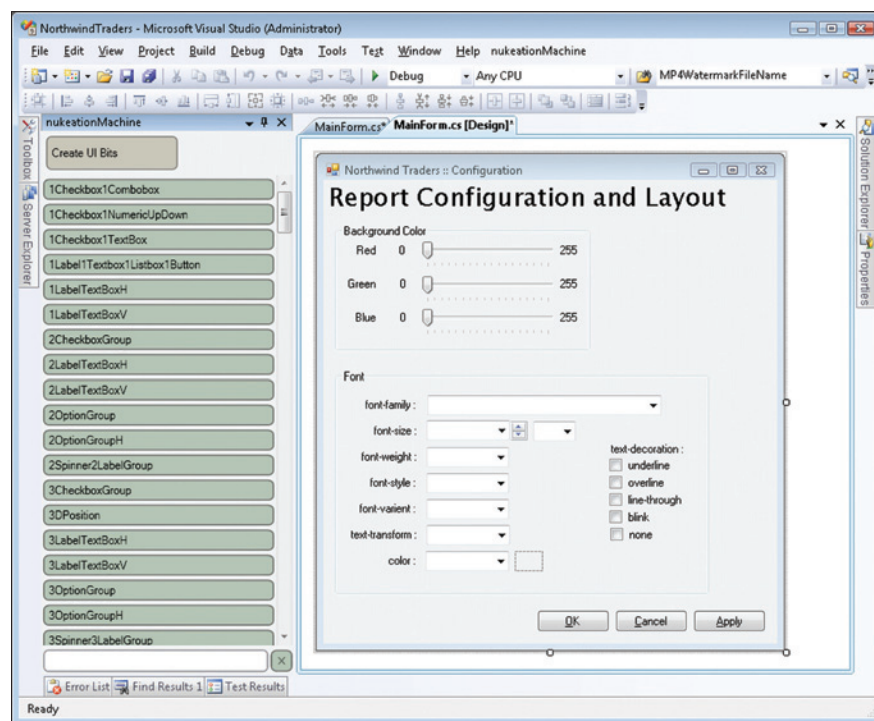 NorthwindTraders - Microsoft Visual Studio (Administrator)
File Edit View Project Build Debug Data Tools Test Window Help nukeationMachine
Debug Any CPU MP4WatermarkFileName
nukeationMachine
MainForm.cs* MainForm.cs [Design]*
Toolbox
Server Explorer
Create UI Bits
1Checkbox1Combobox
1Checkbox1NumericUpDown
1Checkbox1TextBox
1Label1Textbox1Listbox1Button
1LabelTextBoxH
1LabelTextBoxV
2CheckboxGroup
2LabelTextBoxH
2LabelTextBoxV
2OptionGroup
2OptionGroupH
2Spinner2LabelGroup
3CheckboxGroup
3DPosition
3LabelTextBoxH
3LabelTextBoxV
3OptionGroup
3OptionGroupH
3Spinner3LabelGroup
Northwind Traders :: Configuration
Report Configuration and Layout
Background Color
Red 0 255
Green 0 255
Blue 0 255
Font
font-family :
font-size :
font-weight :
font-style :
font-varient :
text-transform :
color :
text-decoration :
underline
overline
line-through
blink
none
OK Cancel Apply
Solution Explorer
Properties
Error List Find Results 1 Test Results
Ready